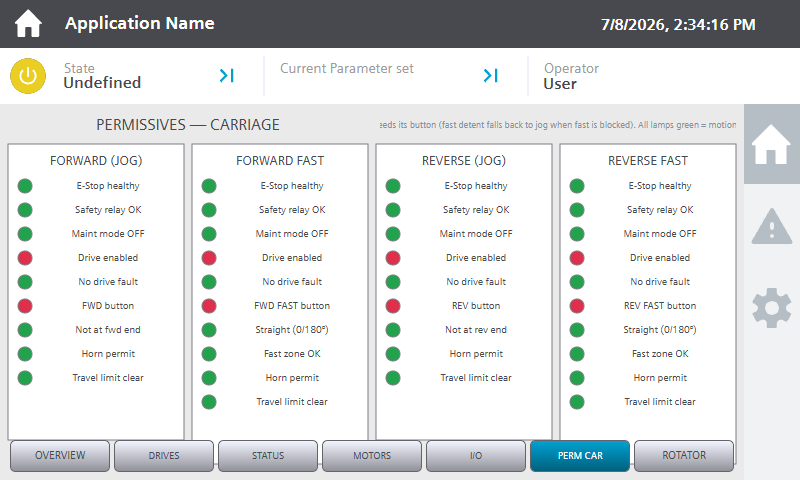 Application Name
7/8/2026, 2:34:16 PM
State
Undefined
Current Parameter set
Operator
User
PERMISSIVES — CARRIAGE
its button (fast detent falls back to jog when fast is blocked). All lamps green = motion
FORWARD (JOG)
E-Stop healthy
Safety relay OK
Maint mode OFF
Drive enabled
No drive fault
FWD button
Not at fwd end
Horn permit
Travel limit clear
FORWARD FAST
E-Stop healthy
Safety relay OK
Maint mode OFF
Drive enabled
No drive fault
FWD FAST button
Straight (0/180°)
Fast zone OK
Horn permit
Travel limit clear
REVERSE (JOG)
E-Stop healthy
Safety relay OK
Maint mode OFF
Drive enabled
No drive fault
REV button
Not at rev end
Horn permit
Travel limit clear
REVERSE FAST
E-Stop healthy
Safety relay OK
Maint mode OFF
Drive enabled
No drive fault
REV FAST button
Straight (0/180°)
Fast zone OK
Horn permit
Travel limit clear
OVERVIEW
DRIVES
STATUS
MOTORS
I/O
PERM CAR
ROTATOR